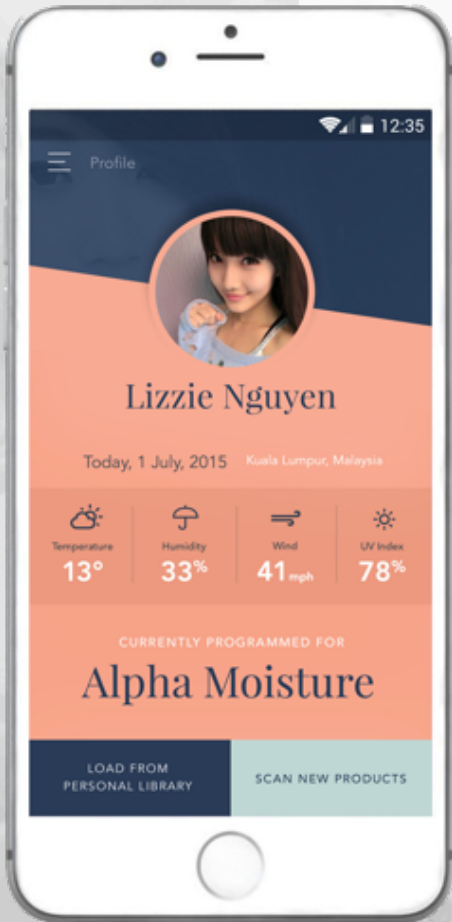 12:35
Profile
Lizzie Nguyen
Today, 1 July, 2015 Kuala Lumpur, Malaysia
Temperature Humidity Wind UV Index
13° 33% 41 mph 78%
CURRENTLY PROGRAMMED FOR
Alpha Moisture
LOAD FROM
PERSONAL LIBRARY
SCAN NEW PRODUCTS